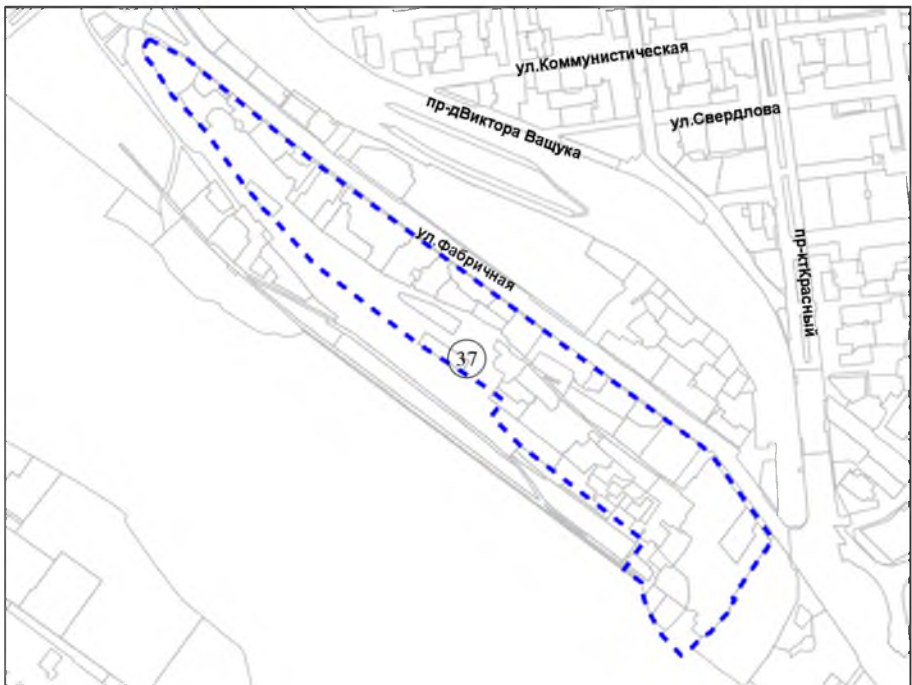 ул.Коммунистическая
пр-дВиктора Ващука
ул.Свердлова
пр-ктКрасный
ул.Фабричная
37